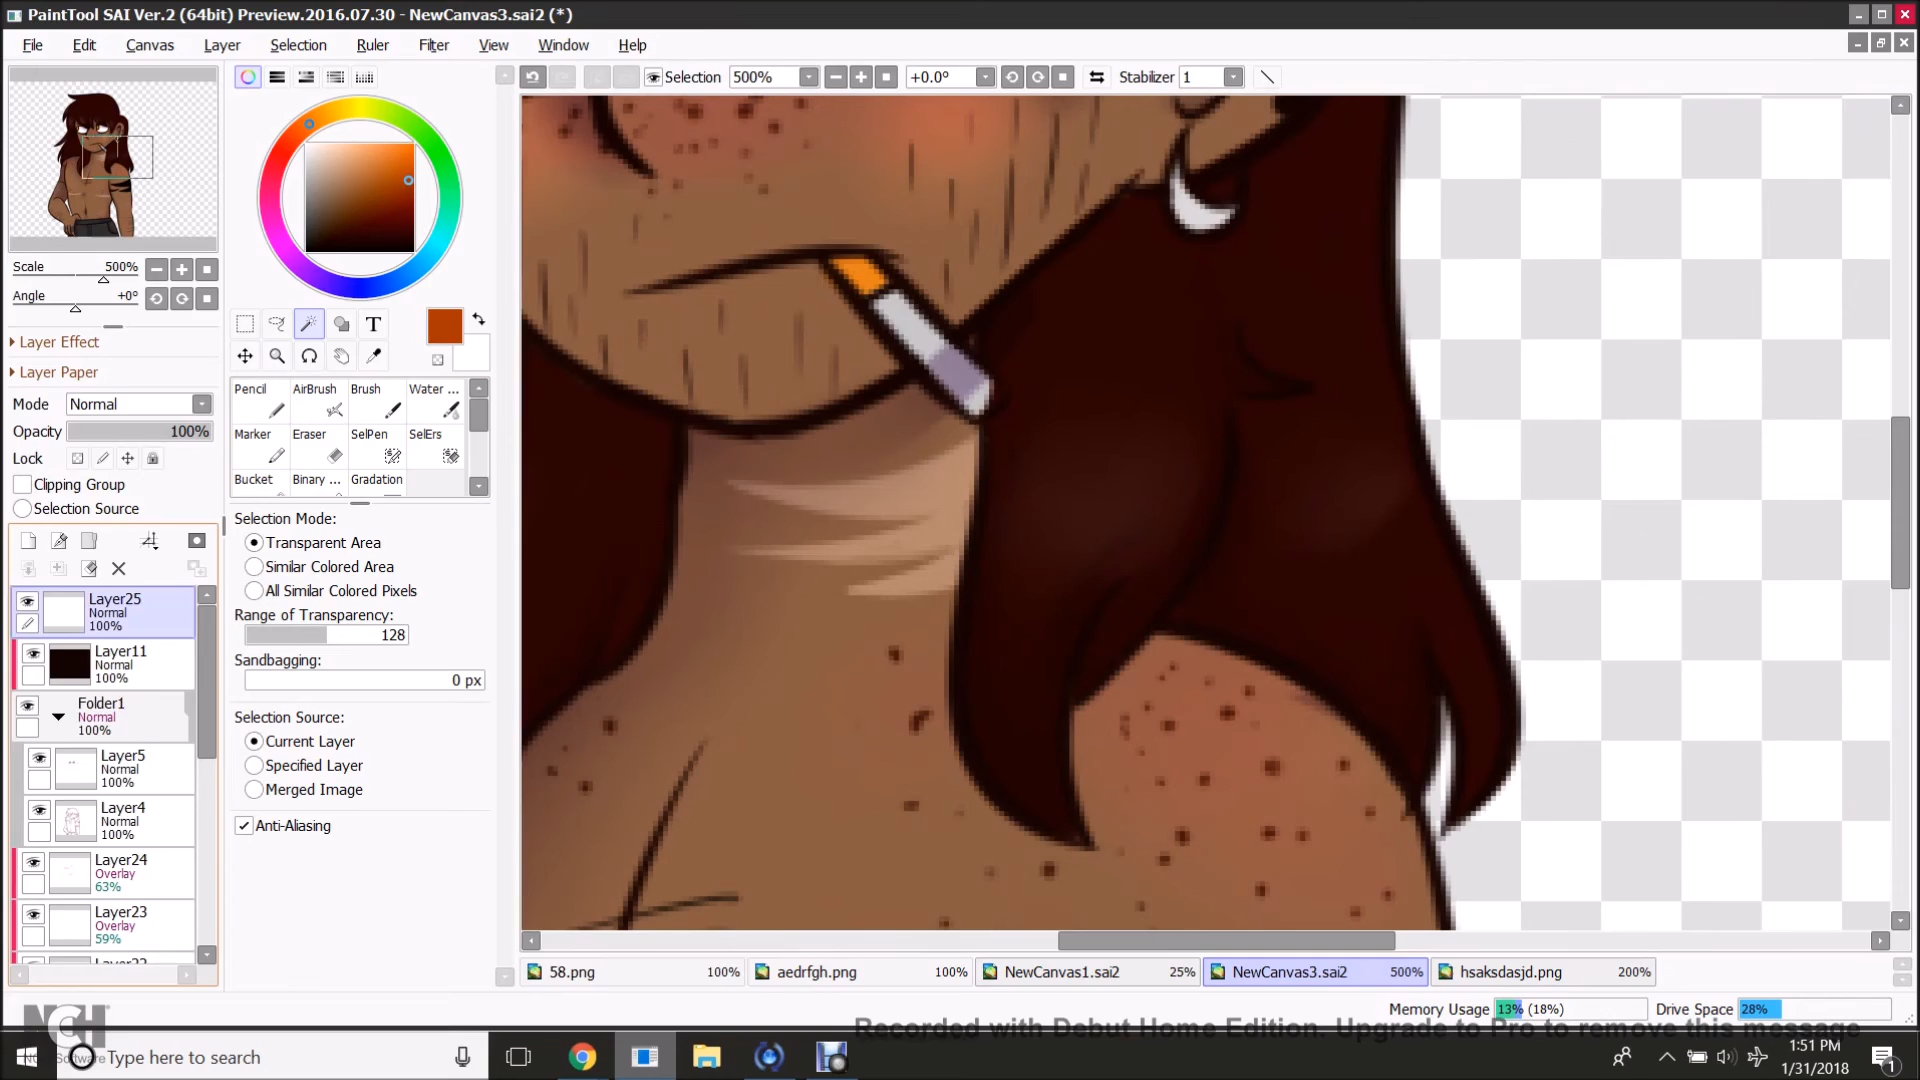 PaintTool SAI Ver.2 (64bit) Preview.2016.07.30 - NewCanvas3.sai2 (*)
File Edit Canvas Layer Selection Ruler Filter View Window Help
Selection 500% +0.0° Stabilizer 1
Scale 500%
Angle +0°
Layer Effect
Layer Paper
Mode Normal
Opacity 100%
Lock
Clipping Group
Selection Source
Layer25
Normal
100%
Layer11
Normal
100%
Folder1
Normal
100%
Layer5
Normal
100%
Layer4
Normal
100%
Layer24
Overlay
63%
Layer23
Overlay
59%
T
Pencil AirBrush Brush Water ...
Marker Eraser SelPen SelErs
Bucket Binary ... Gradation
Selection Mode:
Transparent Area
Similar Colored Area
All Similar Colored Pixels
Range of Transparency:
128
Sandbagging:
0 px
Selection Source:
Current Layer
Specified Layer
Merged Image
Anti-Aliasing
58.png 100% aedrfgh.png 100% NewCanvas1.sai2 25% NewCanvas3.sai2 500% hsaksdasjd.png 200%
Memory Usage 13% (18%) Drive Space 28%
NCH Software
Recorded with Debut Home Edition. Upgrade to Pro to remove this message
Type here to search
1:51 PM
1/31/2018
1